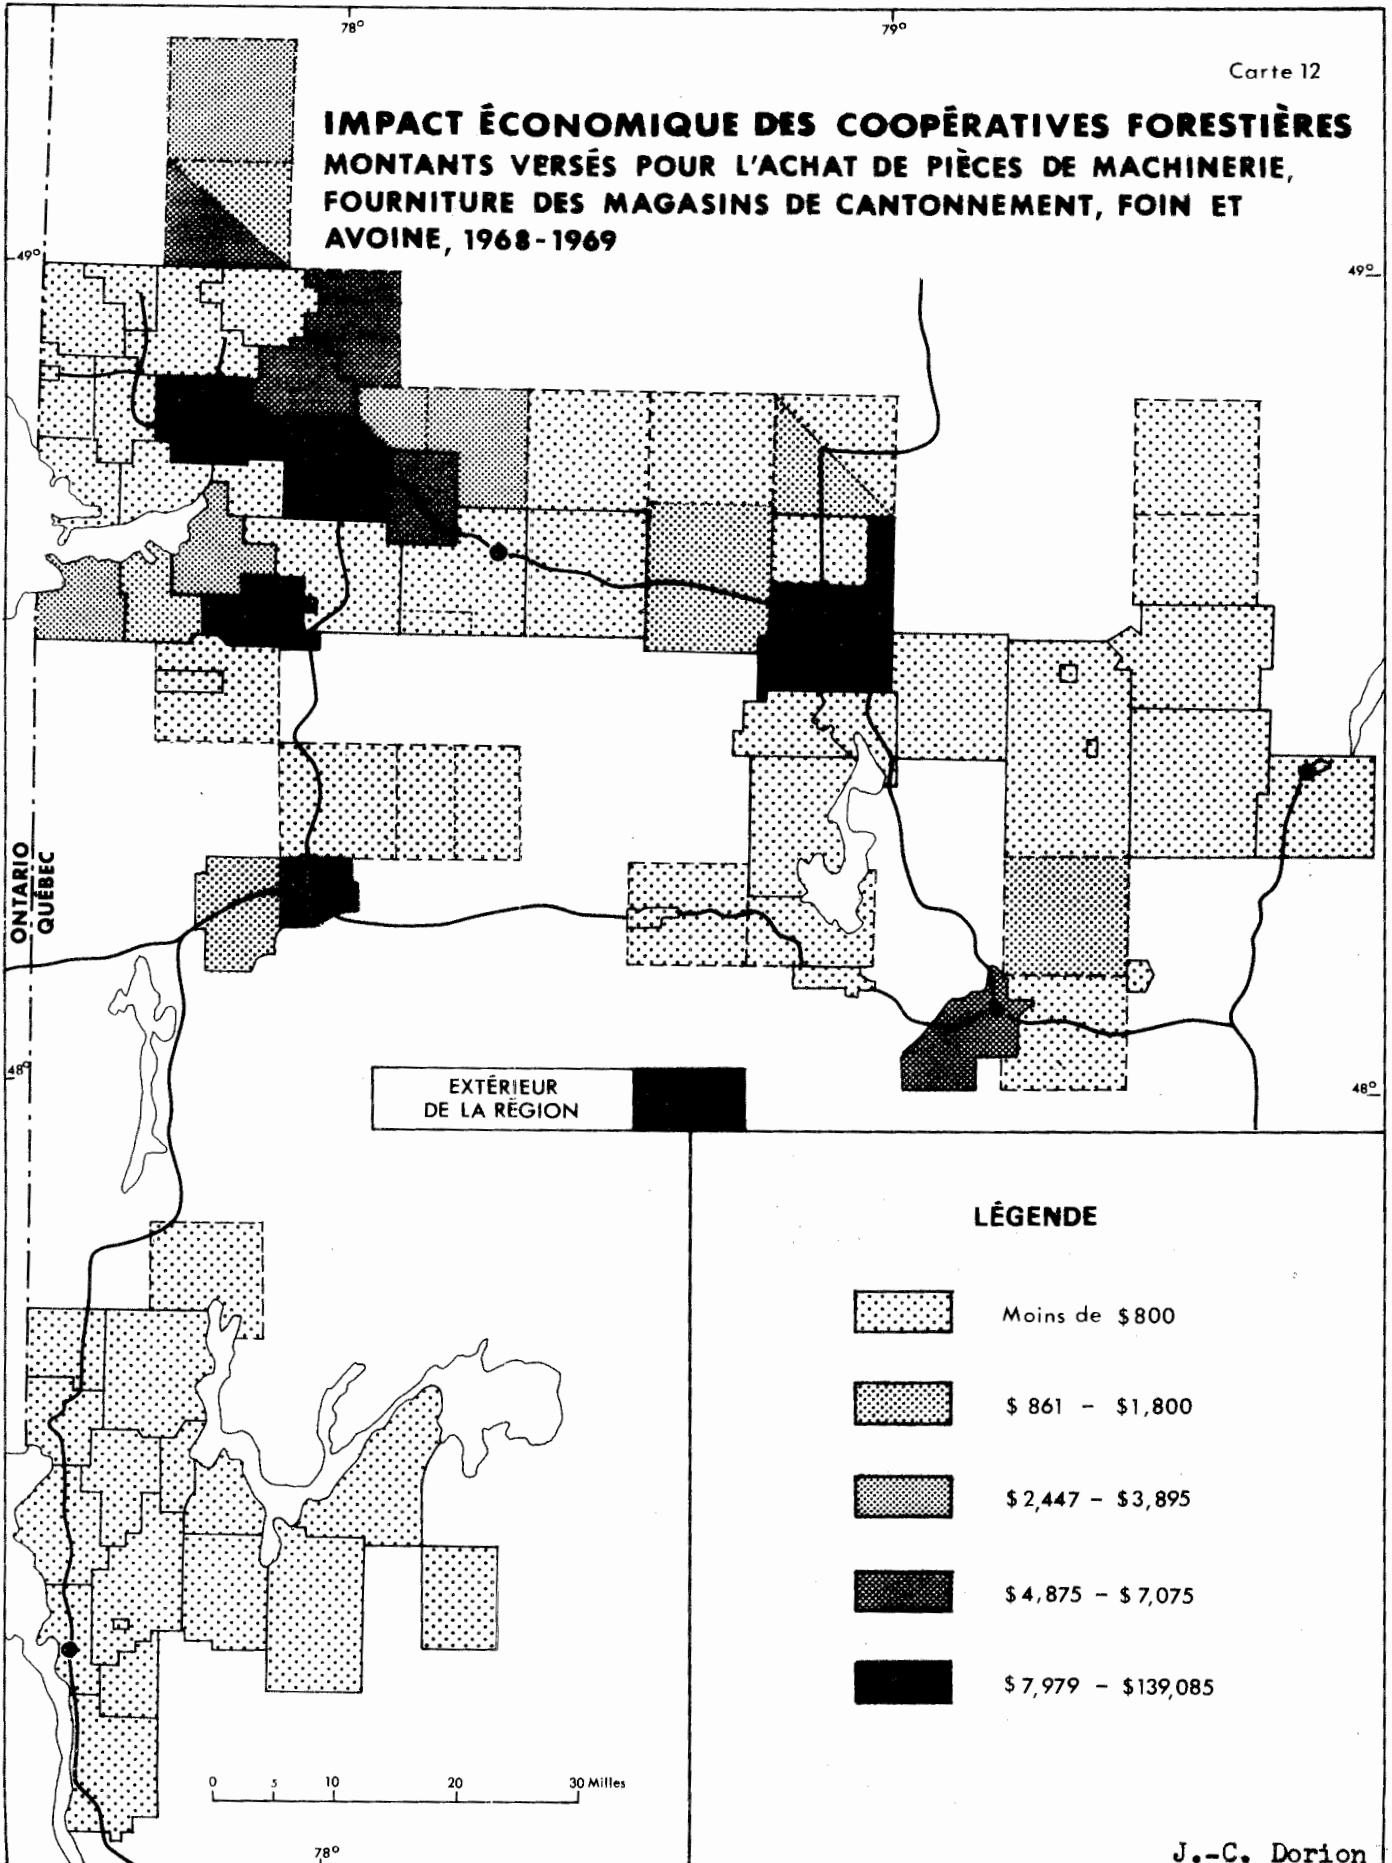 78°
79°
Carte 12
IMPACT ÉCONOMIQUE DES COOPÉRATIVES FORESTIÈRES
MONTANTS VERSÉS POUR L'ACHAT DE PIÈCES DE MACHINERIE,
FOURNITURE DES MAGASINS DE CANTONNEMENT, FOIN ET
AVOINE, 1968-1969
49°
49°
ONTARIO
QUÉBEC
48°
48°
EXTÉRIEUR
DE LA RÉGION
LÉGENDE
Moins de $800
$ 861 - $1,800
$2,447 - $3,895
$4,875 - $7,075
$7,979 - $139,085
0 5 10 20 30 Milles
78°
J.-C. Dorion